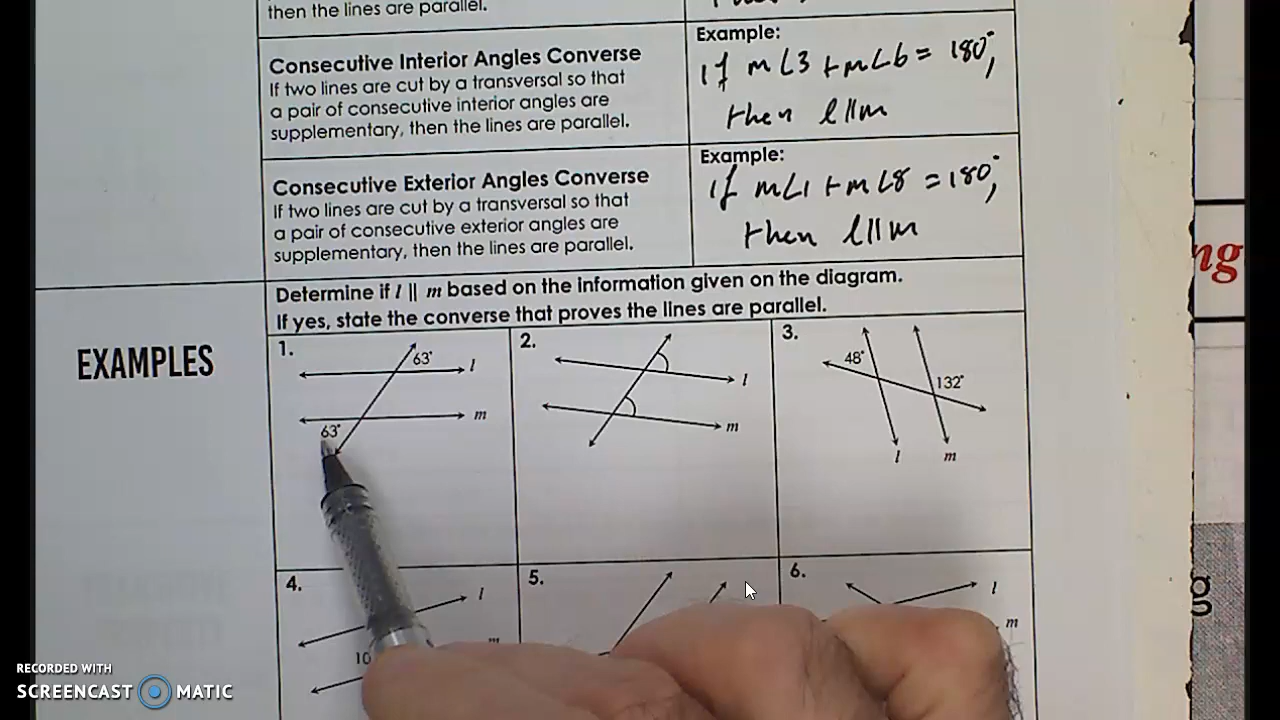 then the lines are parallel.
Consecutive Interior Angles Converse
If two lines are cut by a transversal so that
a pair of consecutive interior angles are
supplementary, then the lines are parallel.
Example:
If m∠3 + m∠6 = 180°,
then l ∥ m
Consecutive Exterior Angles Converse
If two lines are cut by a transversal so that
a pair of consecutive exterior angles are
supplementary, then the lines are parallel.
Example:
If m∠1 + m∠8 = 180°,
then l ∥ m
EXAMPLES
Determine if l ∥ m based on the information given on the diagram.
If yes, state the converse that proves the lines are parallel.
1.
63°
l
m
63°
2.
l
m
3.
48°
132°
l
m
4.
l
m
10
5.
6.
l
m
ng
g
RECORDED WITH
SCREENCAST MATIC